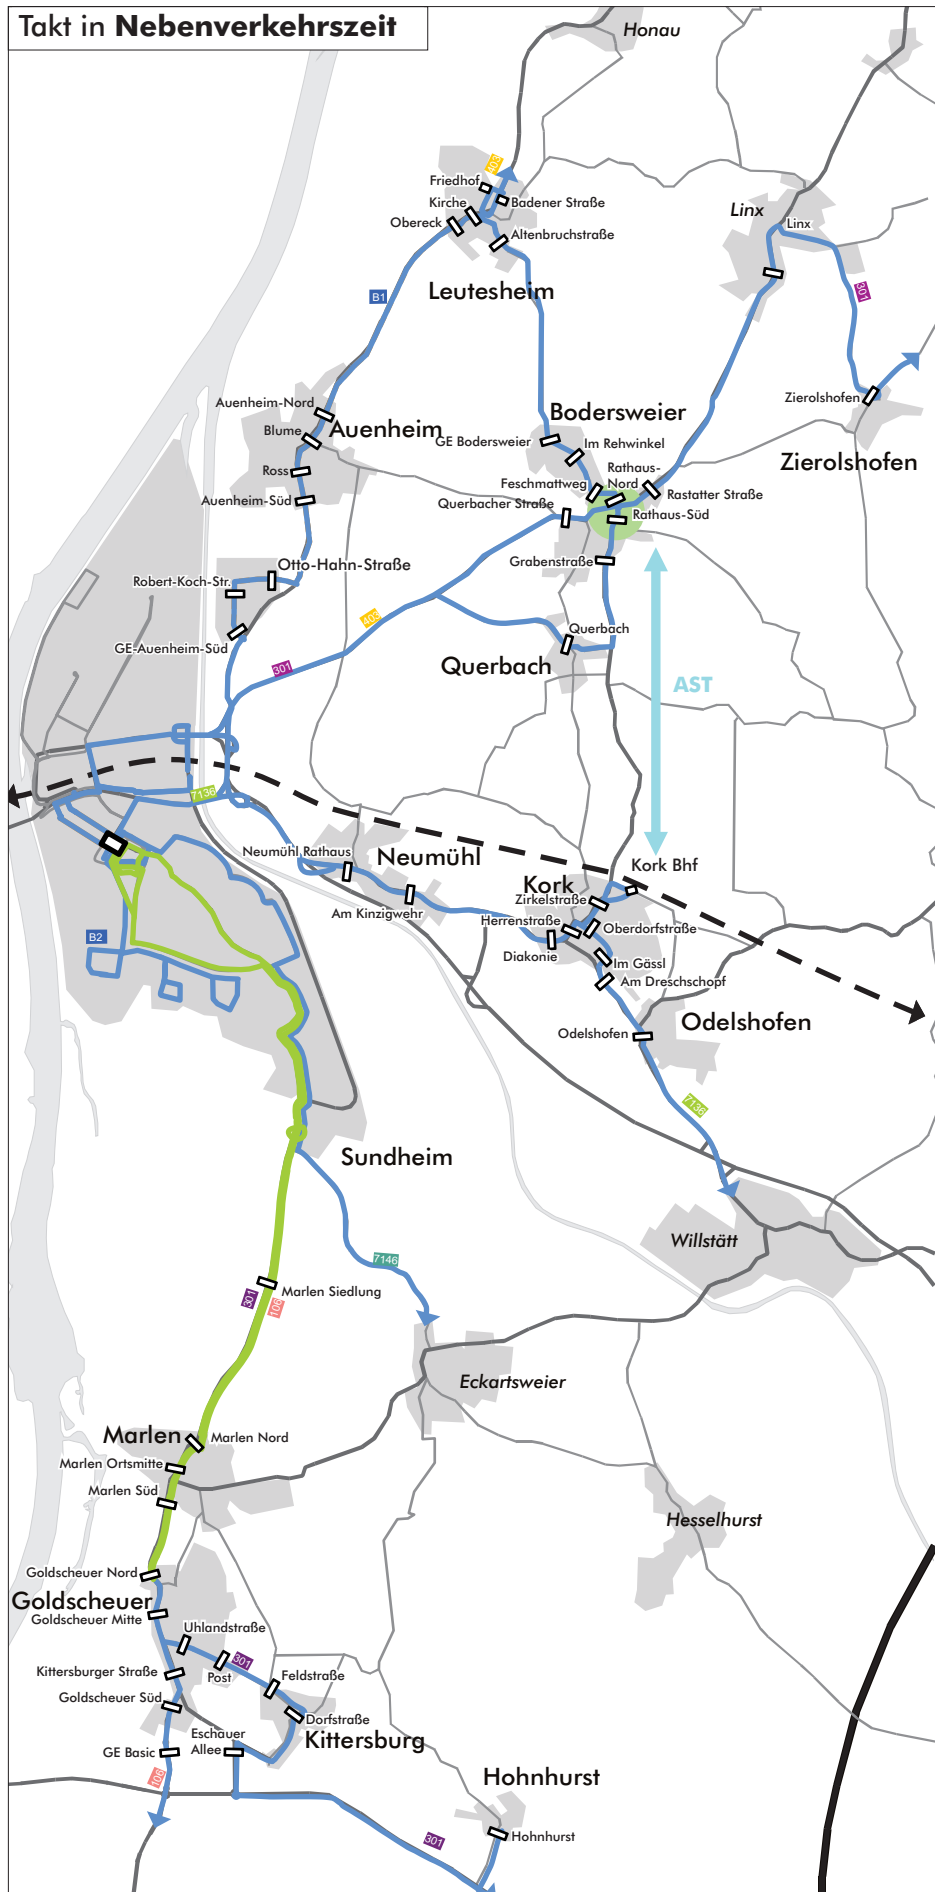 Takt in Nebenverkehrszeit
Honau
403
Friedhof
Kirche
Badener Straße
Obereck
Altenbruchstraße
Linx
Linx
Leutesheim
B1
301
Auenheim-Nord
Blume
Auenheim
Zierolshofen
Bodersweier
GE Bodersweier
Im Rehwinkel
Zierolshofen
Ross
Feschmattweg
Rathaus-
Nord
Rastatter Straße
Auenheim-Süd
Querbacher Straße
Rathaus-Süd
Grabenstraße
Otto-Hahn-Straße
Robert-Koch-Str.
403
GE-Auenheim-Süd
Querbach
Querbach
301
AST
7136
Neumühl Rathaus
Neumühl
Kork Bhf
Kork
Zirkelstraße
Am Kinzigwehr
Herrenstraße
Oberdorfstraße
B2
Diakonie
Im Gässl
Am Dreschschopf
Odelshofen
Odelshofen
7136
Sundheim
Willstätt
7146
Marlen Siedlung
301
106
Eckartsweier
Marlen
Marlen Nord
Marlen Ortsmitte
Marlen Süd
Hesselhurst
Goldscheuer Nord
Goldscheuer
Goldscheuer Mitte
Uhlandstraße
301
Kittersburger Straße
Post
Feldstraße
Goldscheuer Süd
Dorfstraße
Eschauer
Allee
Kittersburg
GE Basic
106
Hohnhurst
301
Hohnhurst